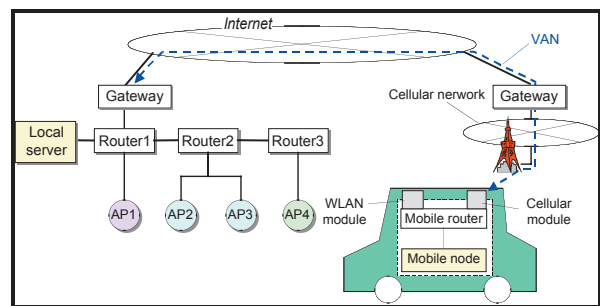 Internet
VAN
Gateway
Gateway
Cellular nerwork
Local
server
Router1
Router2
Router3
AP1
AP2
AP3
AP4
WLAN
module
Cellular
module
Mobile router
Mobile node